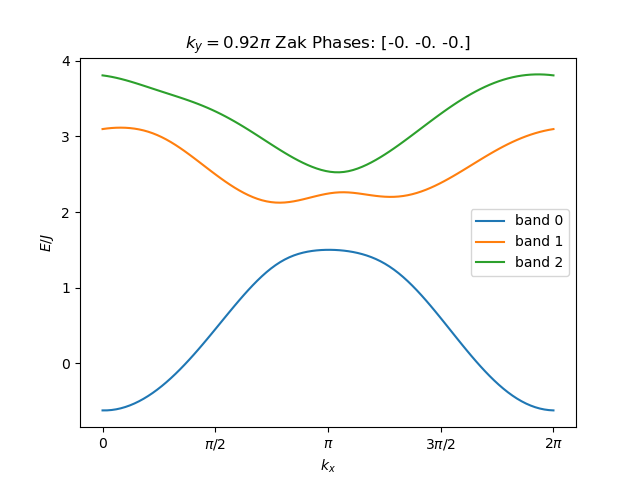 k_y = 0.92π Zak Phases: [-0. -0. -0.]
4
3
2
1
0
E/J
band 0
band 1
band 2
0
π/2
π
3π/2
2π
k_x